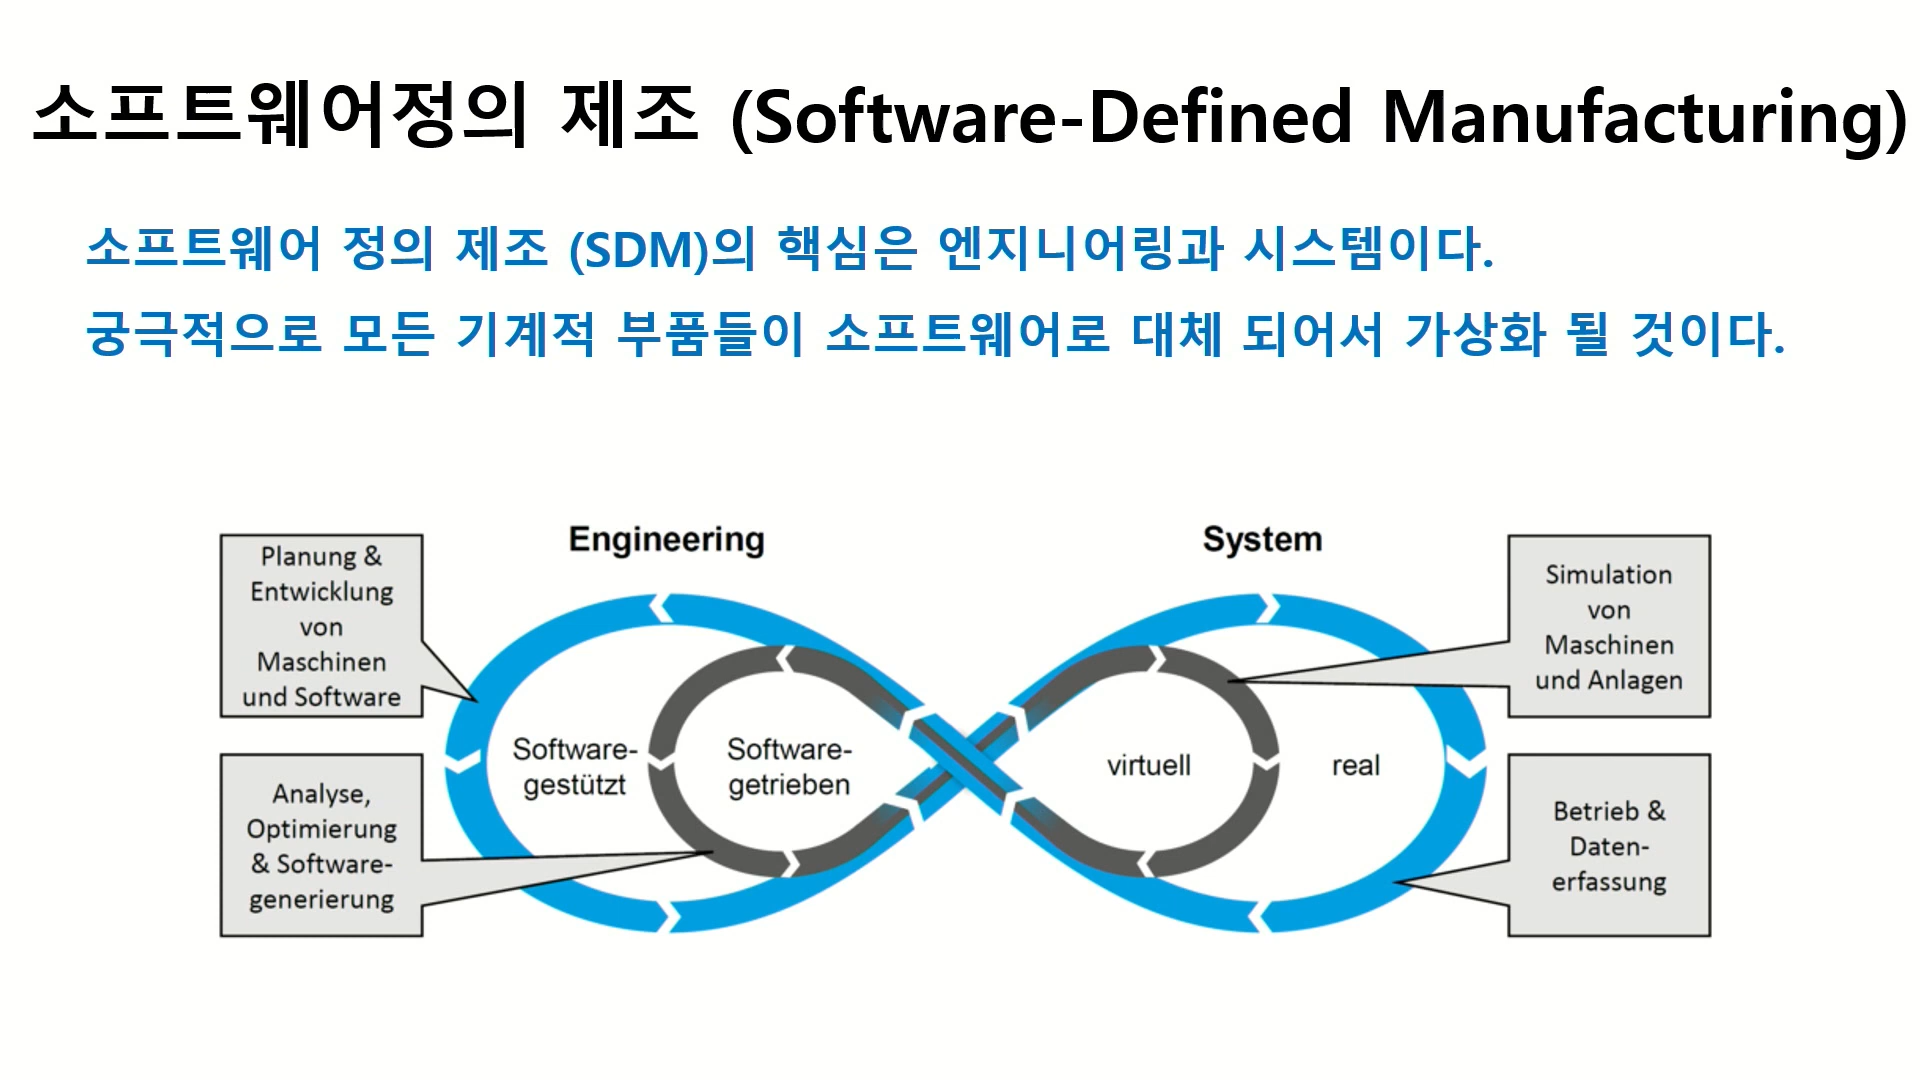 소프트웨어정의 제조 (Software-Defined Manufacturing)
소프트웨어 정의 제조 (SDM)의 핵심은 엔지니어링과 시스템이다.
궁극적으로 모든 기계적 부품들이 소프트웨어로 대체 되어서 가상화 될 것이다.
Engineering
System
Planung &
Entwicklung
von
Maschinen
und Software
Simulation
von
Maschinen
und Anlagen
Software-
gestützt
Software-
getrieben
virtuell
real
Analyse,
Optimierung
& Software-
generierung
Betrieb &
Daten-
erfassung